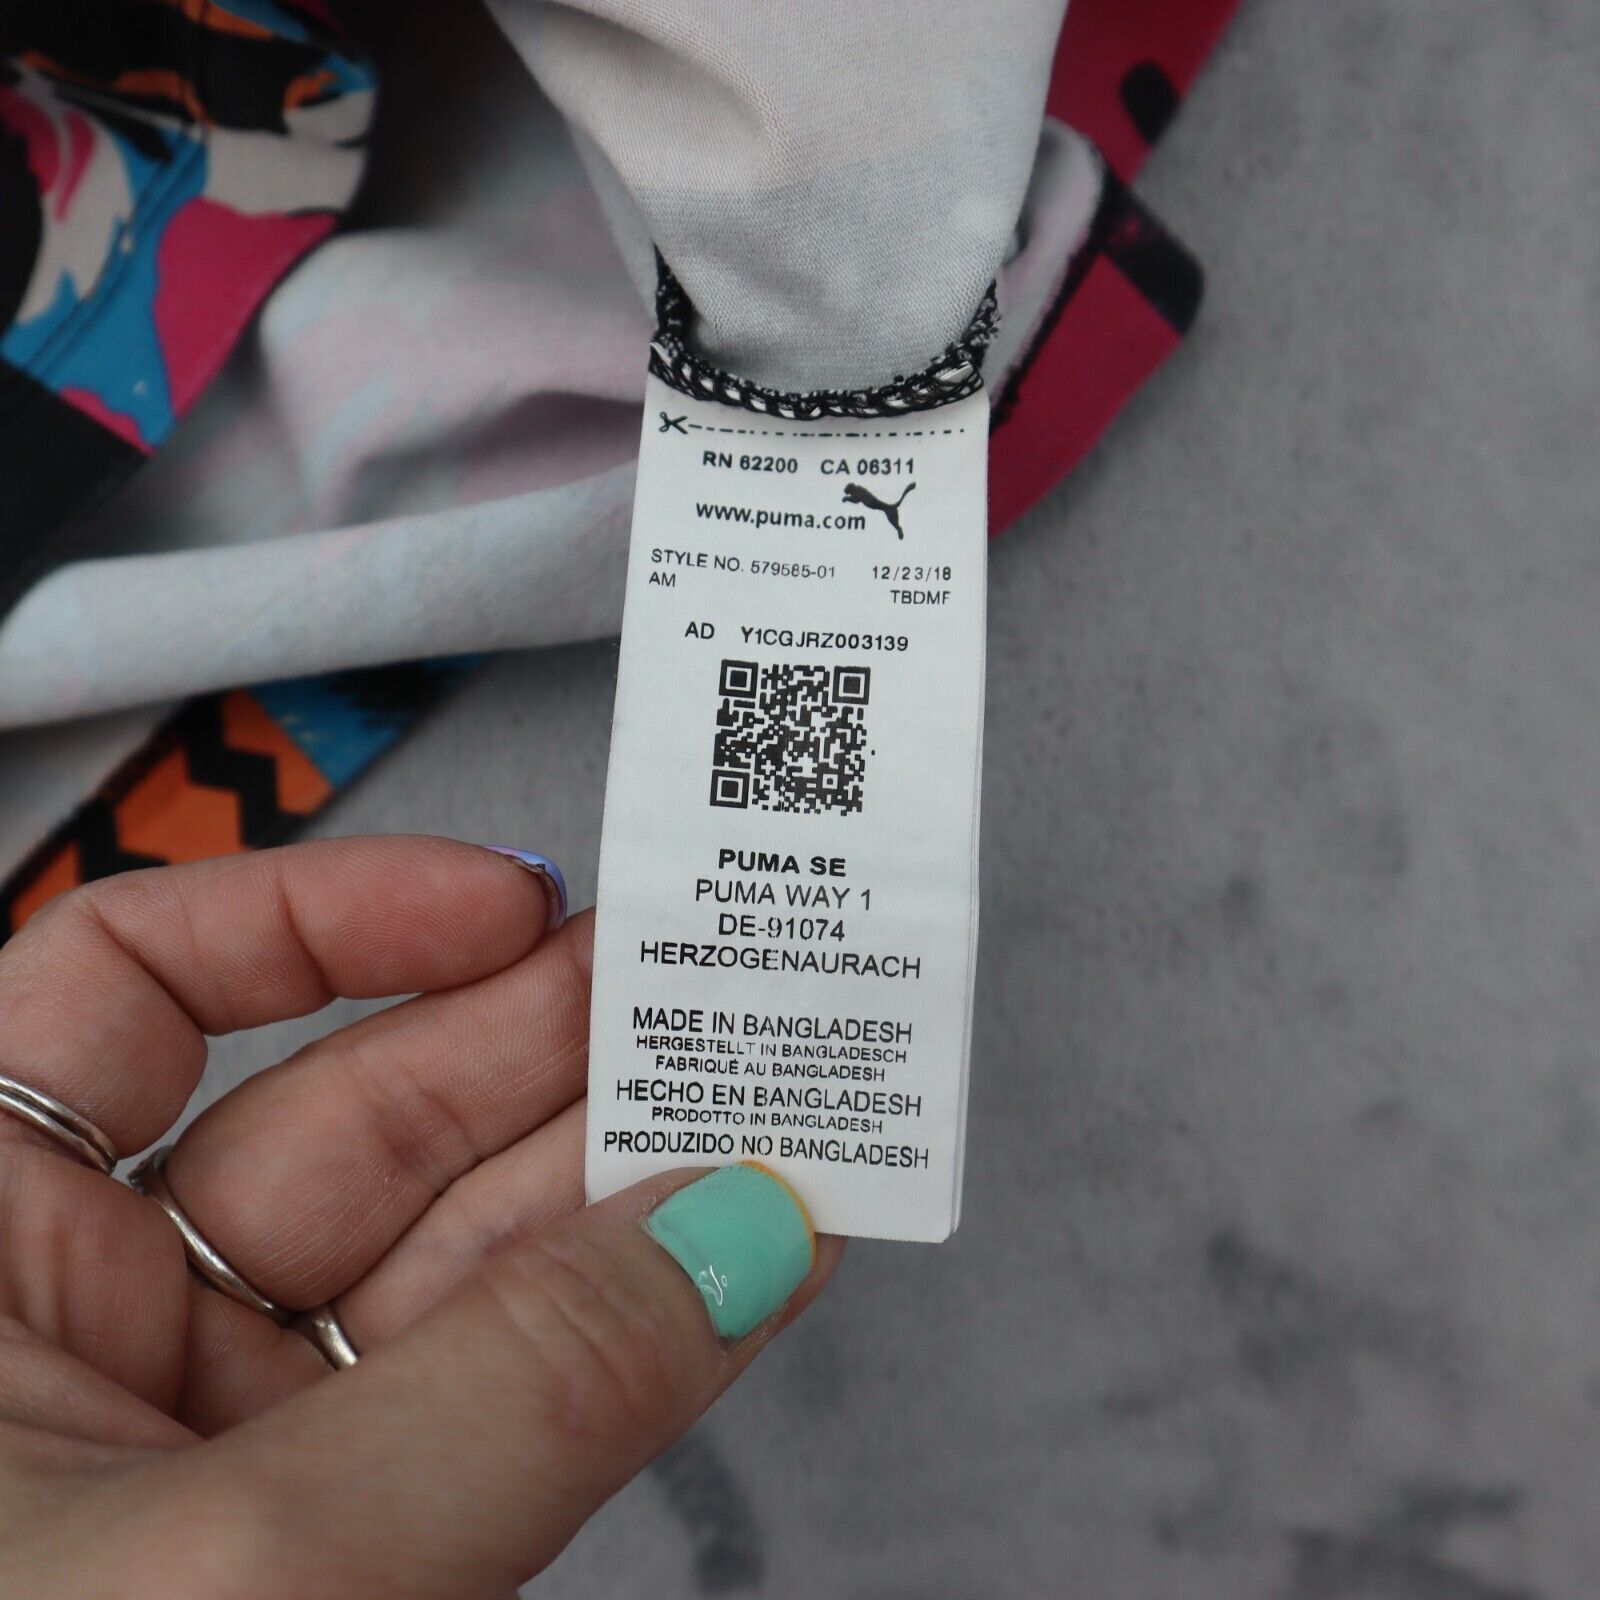 RN 62200 CA 06311
www.puma.com
STYLE NO. 579585-01 12/23/18
AM TBDMF
AD Y1CGJRZ003139
PUMA SE
PUMA WAY 1
DE-91074
HERZOGENAURACH
MADE IN BANGLADESH
HERGESTELLT IN BANGLADESCH
FABRIQUÉ AU BANGLADESH
HECHO EN BANGLADESH
PRODOTTO IN BANGLADESH
PRODUZIDO NO BANGLADESH